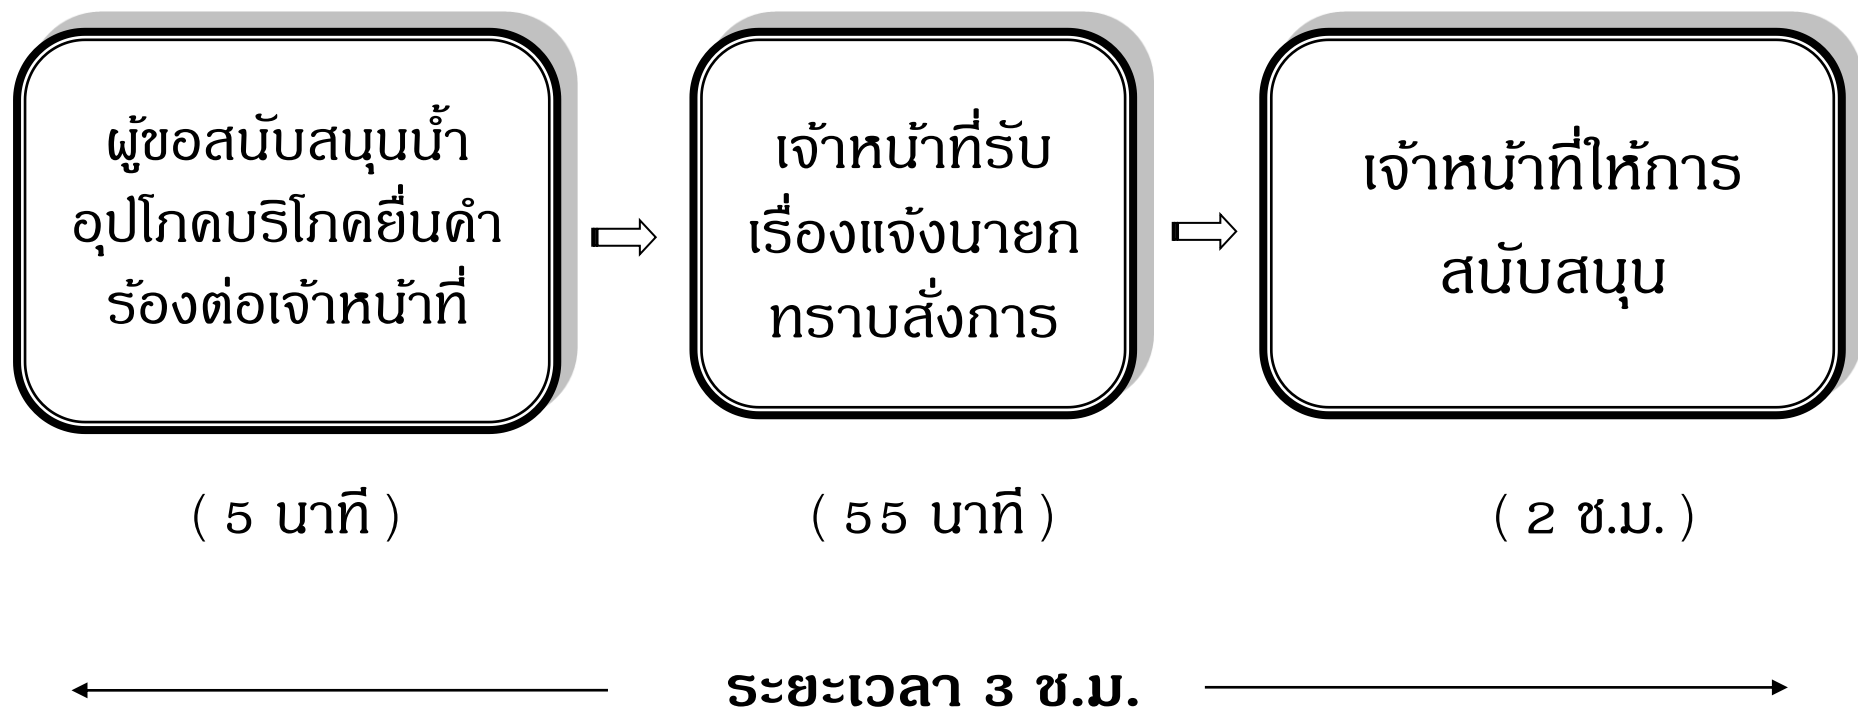 ผู้ขอสนับสนุนน้ำ
อุปโภคบริโภคยื่นคำ
ร้องต่อเจ้าหน้าที่
เจ้าหน้าที่รับ
เรื่องแจ้งนายก
ทราบสั่งการ
เจ้าหน้าที่ให้การ
สนับสนุน
( 5 นาที )
( 55 นาที )
( 2 ช.ม. )
ระยะเวลา 3 ช.ม.